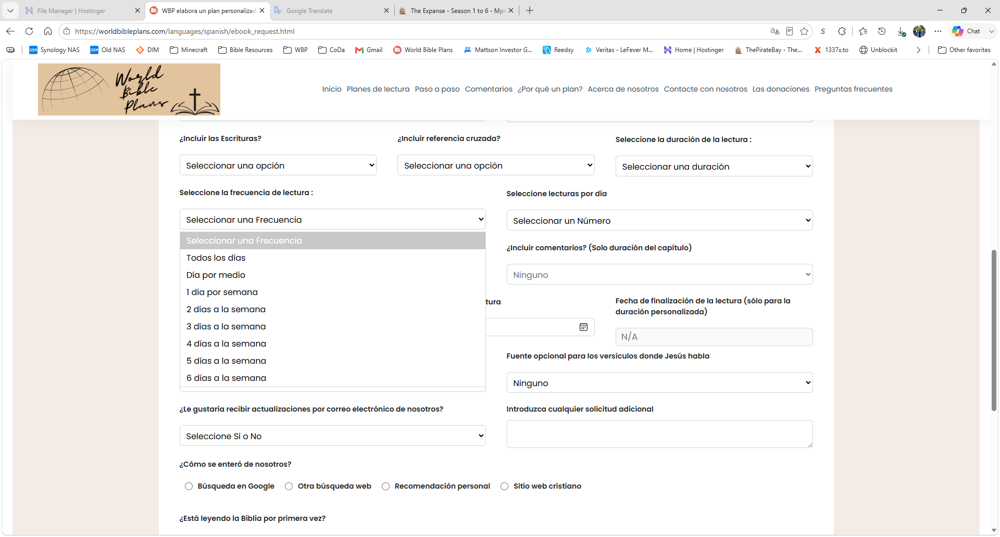 File Manager | Hostinger
WBP elabora un plan personalizad
Google Translate
The Expanse - Season 1 to 6 - Mp4
https://worldbibleplans.com/languages/spanish/ebook_request.html
Chat
Synology NAS
Old NAS
DIM
Minecraft
Bible Resources
WBP
CoDa
Gmail
World Bible Plans
Mattson Investor G...
Reedsy
Veritas - LeFever M...
Home | Hostinger
ThePirateBay - The...
1337x.to
Unblockit
Other favorites
World
Bible
Plans
Inicio
Planes de lectura
Paso a paso
Comentarios
¿Por qué un plan?
Acerca de nosotros
Contacte con nosotros
Las donaciones
Preguntas frecuentes
¿Incluir las Escrituras?
¿Incluir referencia cruzada?
Seleccione la duración de la lectura :
Seleccionar una opción
Seleccionar una opción
Seleccionar una duración
Seleccione la frecuencia de lectura :
Seleccione lecturas por día
Seleccionar una Frecuencia
Seleccionar un Número
Seleccionar una Frecuencia
Todos los días
Día por medio
1 día por semana
2 días a la semana
3 días a la semana
4 días a la semana
5 días a la semana
6 días a la semana
¿Incluir comentarios? (Solo duración del capítulo)
Ninguno
tura
Fecha de finalización de la lectura (sólo para la
duración personalizada)
N/A
Fuente opcional para los versículos donde Jesús habla
Ninguno
¿Le gustaría recibir actualizaciones por correo electrónico de nosotros?
Introduzca cualquier solicitud adicional
Seleccione Sí o No
¿Cómo se enteró de nosotros?
Búsqueda en Google
Otra búsqueda web
Recomendación personal
Sitio web cristiano
¿Está leyendo la Biblia por primera vez?